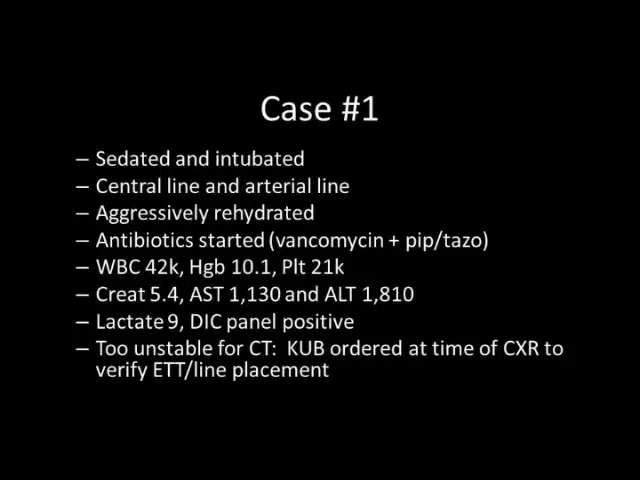 Case #1
– Sedated and intubated
– Central line and arterial line
– Aggressively rehydrated
– Antibiotics started (vancomycin + pip/tazo)
– WBC 42k, Hgb 10.1, Plt 21k
– Creat 5.4, AST 1,130 and ALT 1,810
– Lactate 9, DIC panel positive
– Too unstable for CT:  KUB ordered at time of CXR to
verify ETT/line placement